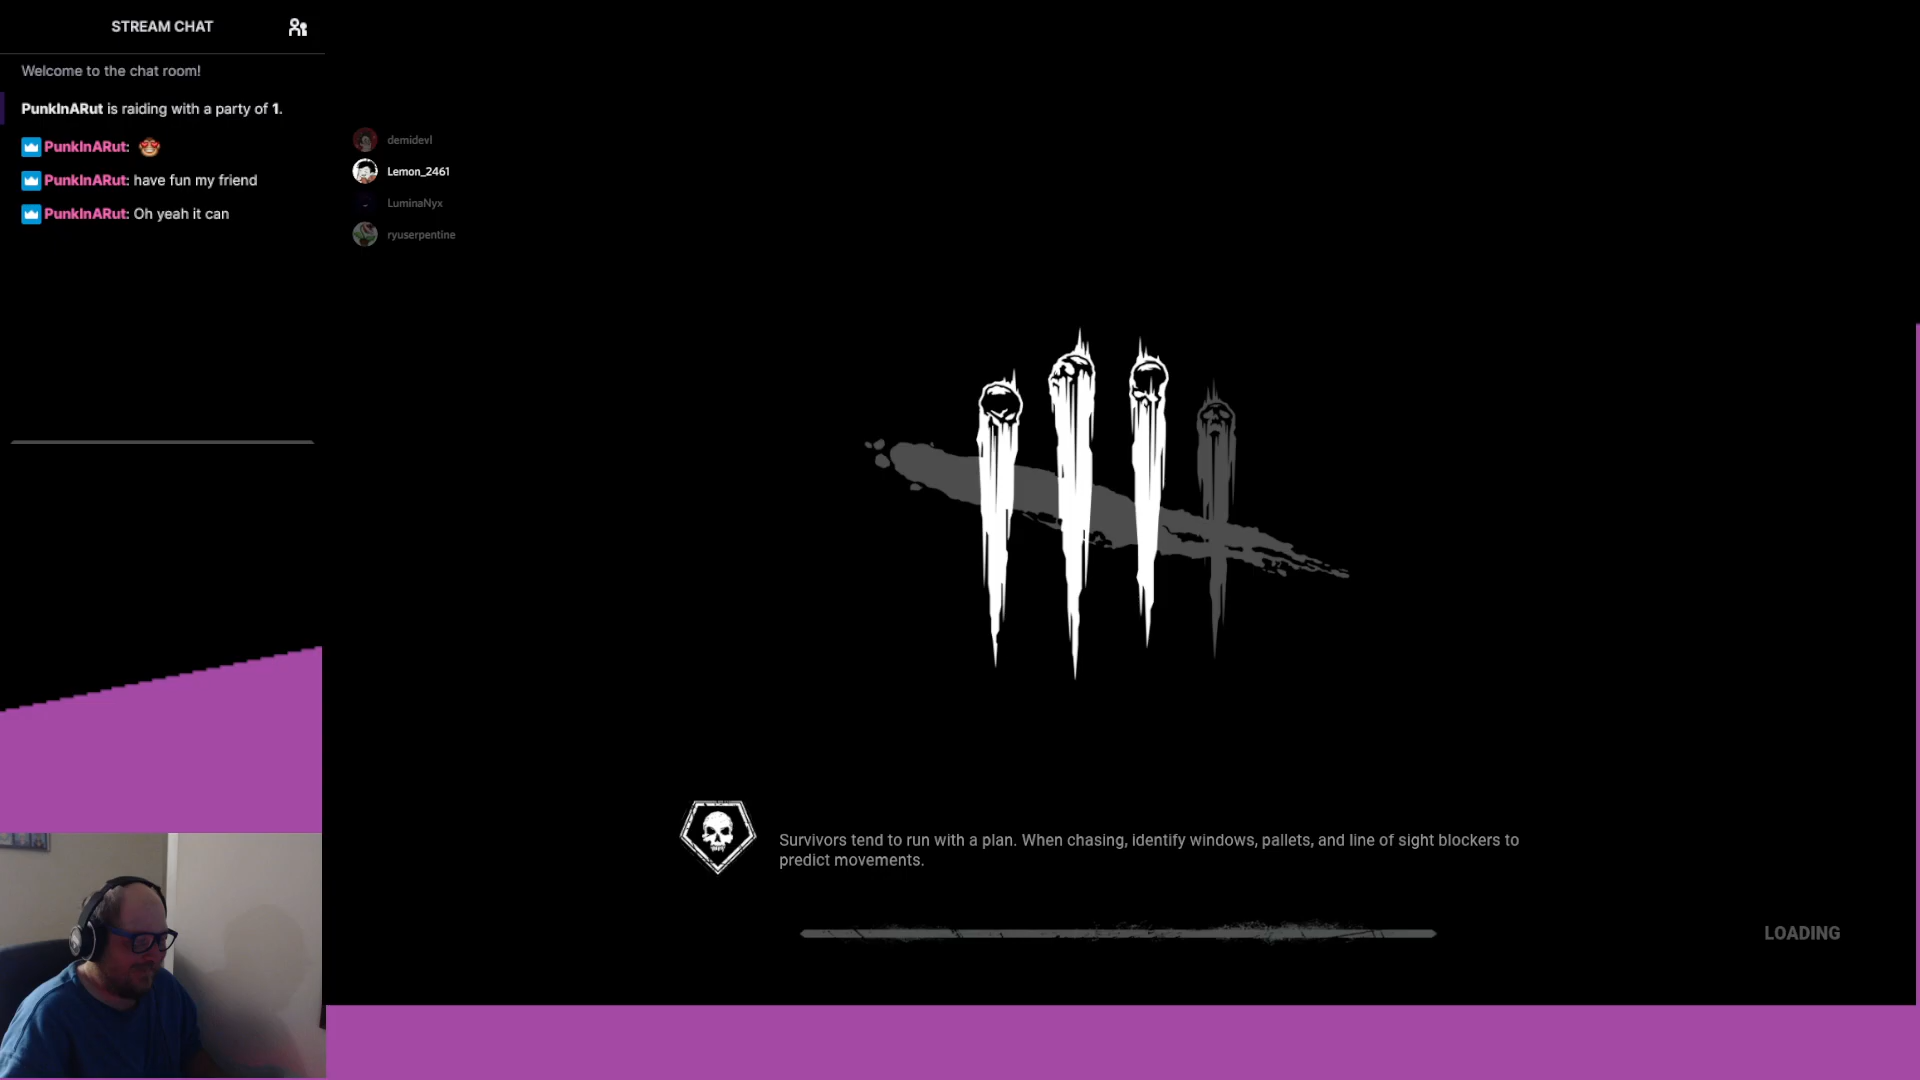 STREAM CHAT
Welcome to the chat room!
PunkInARut is raiding with a party of 1.
PunkInARut:
PunkInARut: have fun my friend
PunkInARut: Oh yeah it can
demidevl
Lemon_2461
LuminaNyx
ryuserpentine
Survivors tend to run with a plan. When chasing, identify windows, pallets, and line of sight blockers to
predict movements.
LOADING